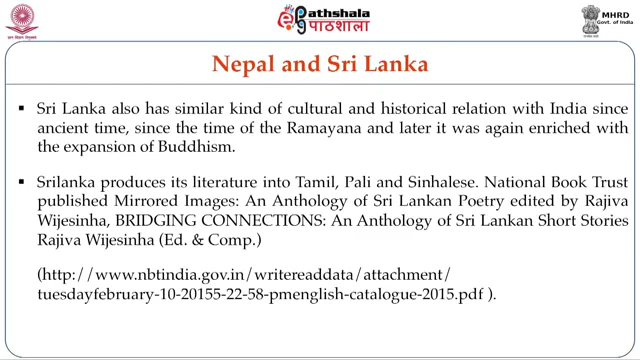 ePathshala
पाठशाला
MHRD
Govt. of India
Nepal and Sri Lanka
▪ Sri Lanka also has similar kind of cultural and historical relation with India since
ancient time, since the time of the Ramayana and later it was again enriched with
the expansion of Buddhism.
▪ Srilanka produces its literature into Tamil, Pali and Sinhalese. National Book Trust
published Mirrored Images: An Anthology of Sri Lankan Poetry edited by Rajiva
Wijesinha, BRIDGING CONNECTIONS: An Anthology of Sri Lankan Short Stories
Rajiva Wijesinha (Ed. & Comp.)
(http://www.nbtindia.gov.in/writereaddata/attachment/
tuesdayfebruary-10-20155-22-58-pmenglish-catalogue-2015.pdf ).